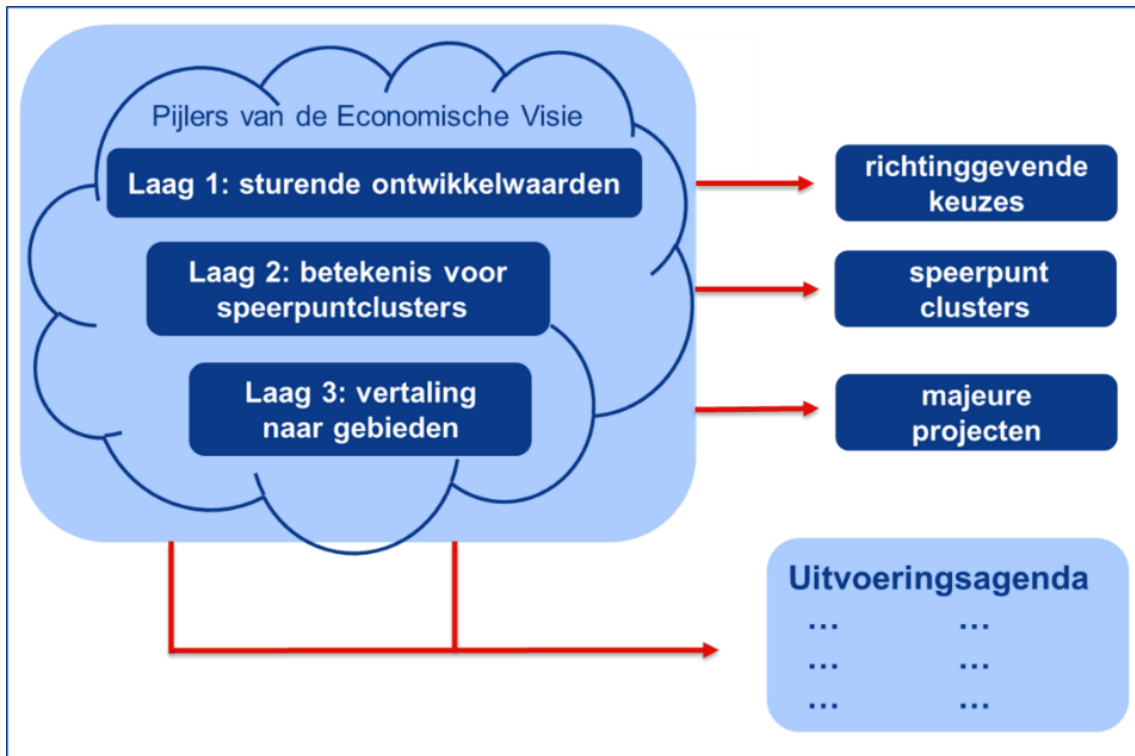 Pijlers van de Economische Visie
Laag 1: sturende ontwikkelwaarden
Laag 2: betekenis voor
speerpuntclusters
Laag 3: vertaling
naar gebieden
richtinggevende
keuzes
speerpunt
clusters
majeure
projecten
Uitvoeringsagenda
... ...
... ...
... ...